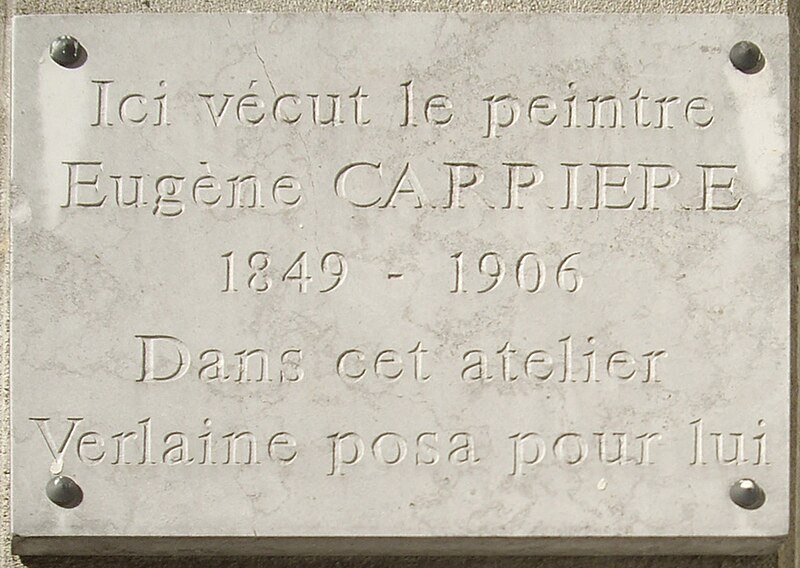 Ici vécut le peintre
Eugène CARRIERE
1849 - 1906
Dans cet atelier
Verlaine posa pour lui